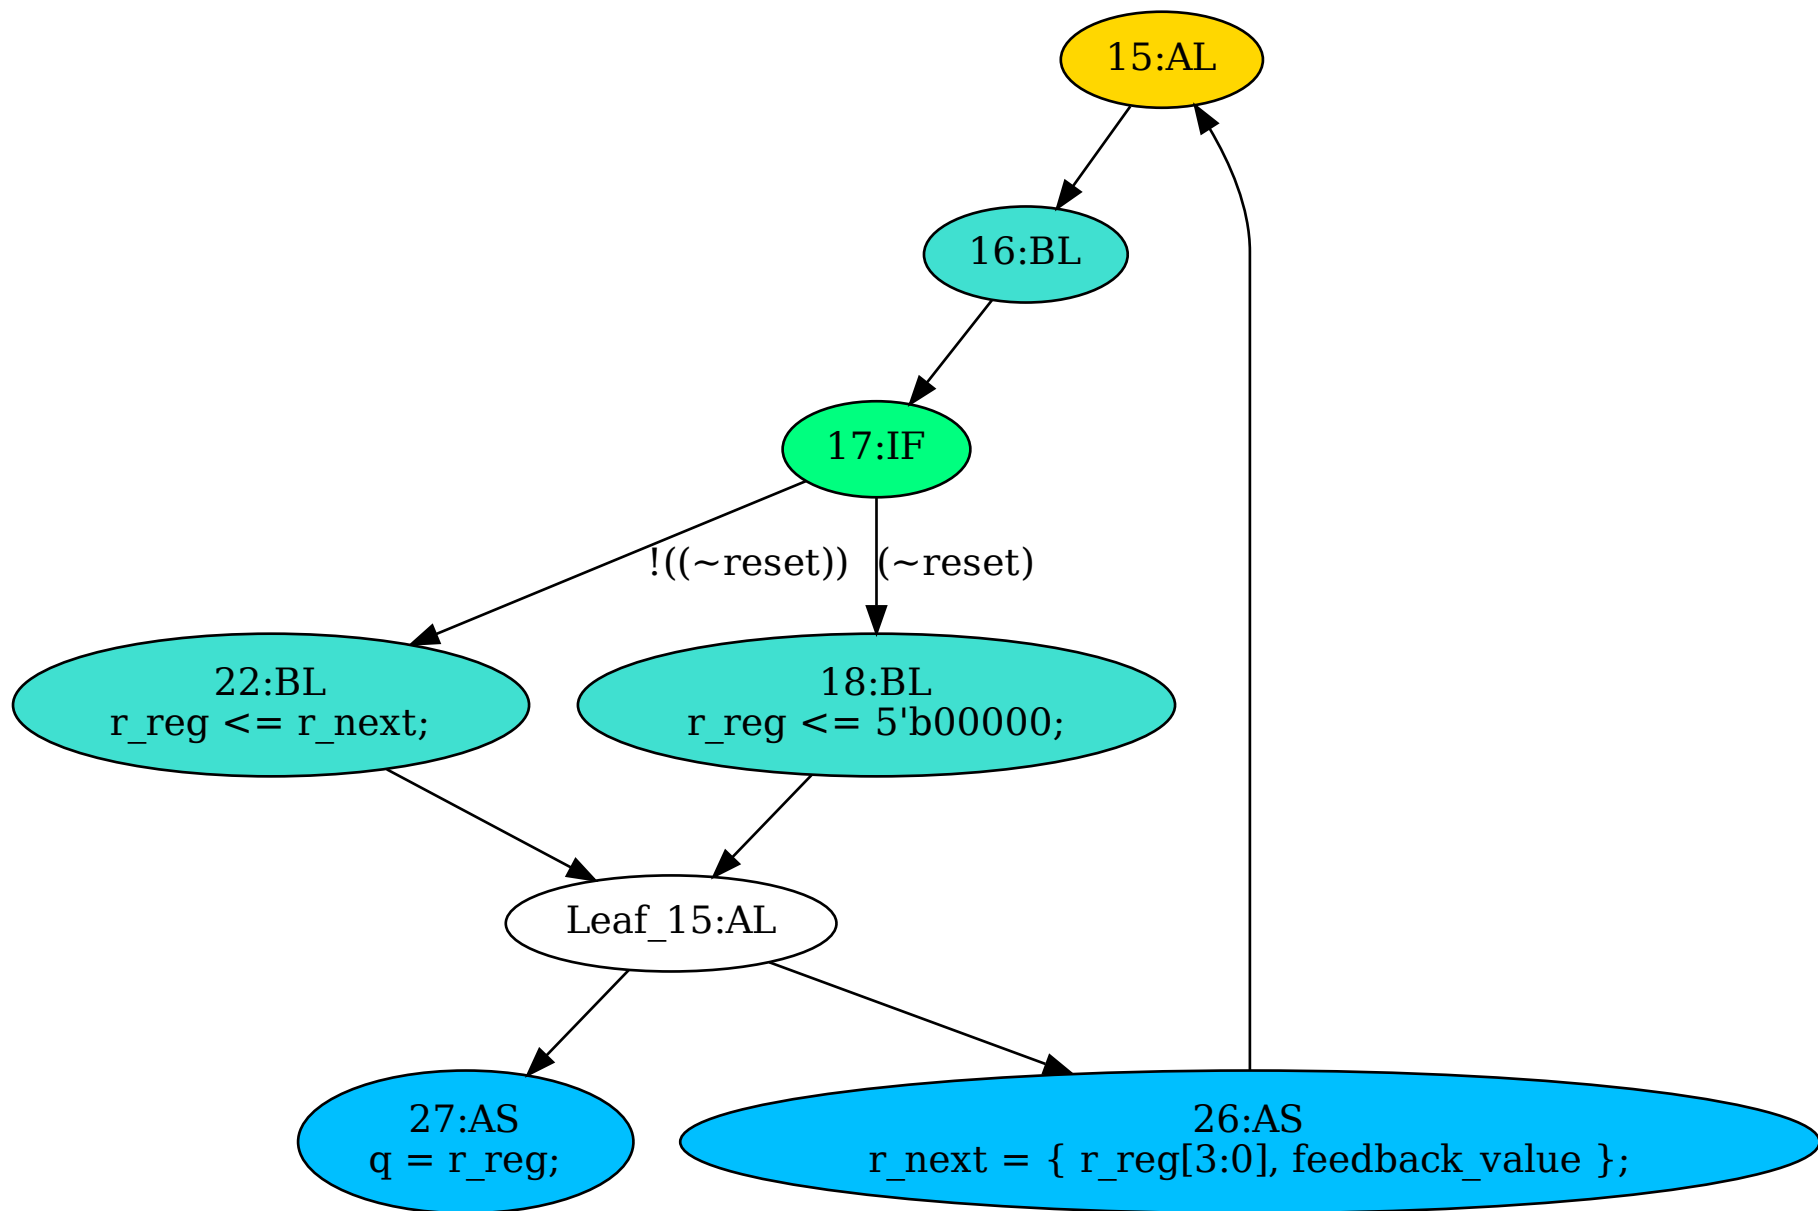 15:AL
16:BL
17:IF
!((~reset))
(~reset)
22:BL
r_reg <= r_next;
18:BL
r_reg <= 5'b00000;
Leaf_15:AL
27:AS
q = r_reg;
26:AS
r_next = { r_reg[3:0], feedback_value };